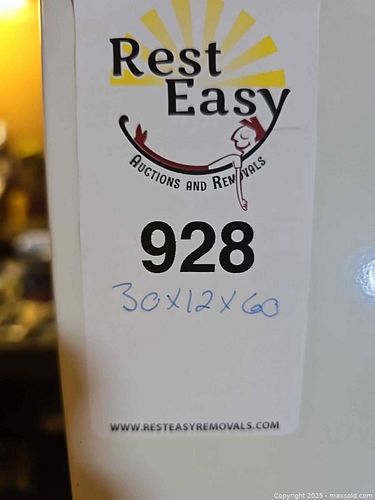 Rest
Easy
Auctions and Removals
928
30x12x60
www.resteasyremovals.com
Copyright 2025 - maxsold.com